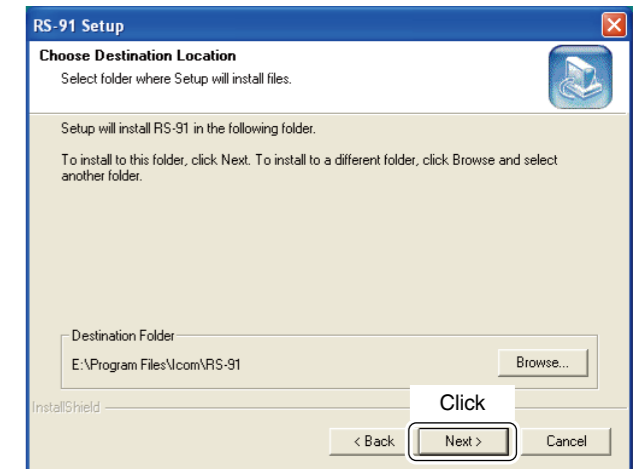 RS-91 Setup
Choose Destination Location
Select folder where Setup will install files.
Setup will install RS-91 in the following folder.
To install to this folder, click Next. To install to a different folder, click Browse and select
another folder.
Destination Folder
E:\Program Files\Icom\RS-91
Browse...
InstallShield
Click
< Back
Next >
Cancel